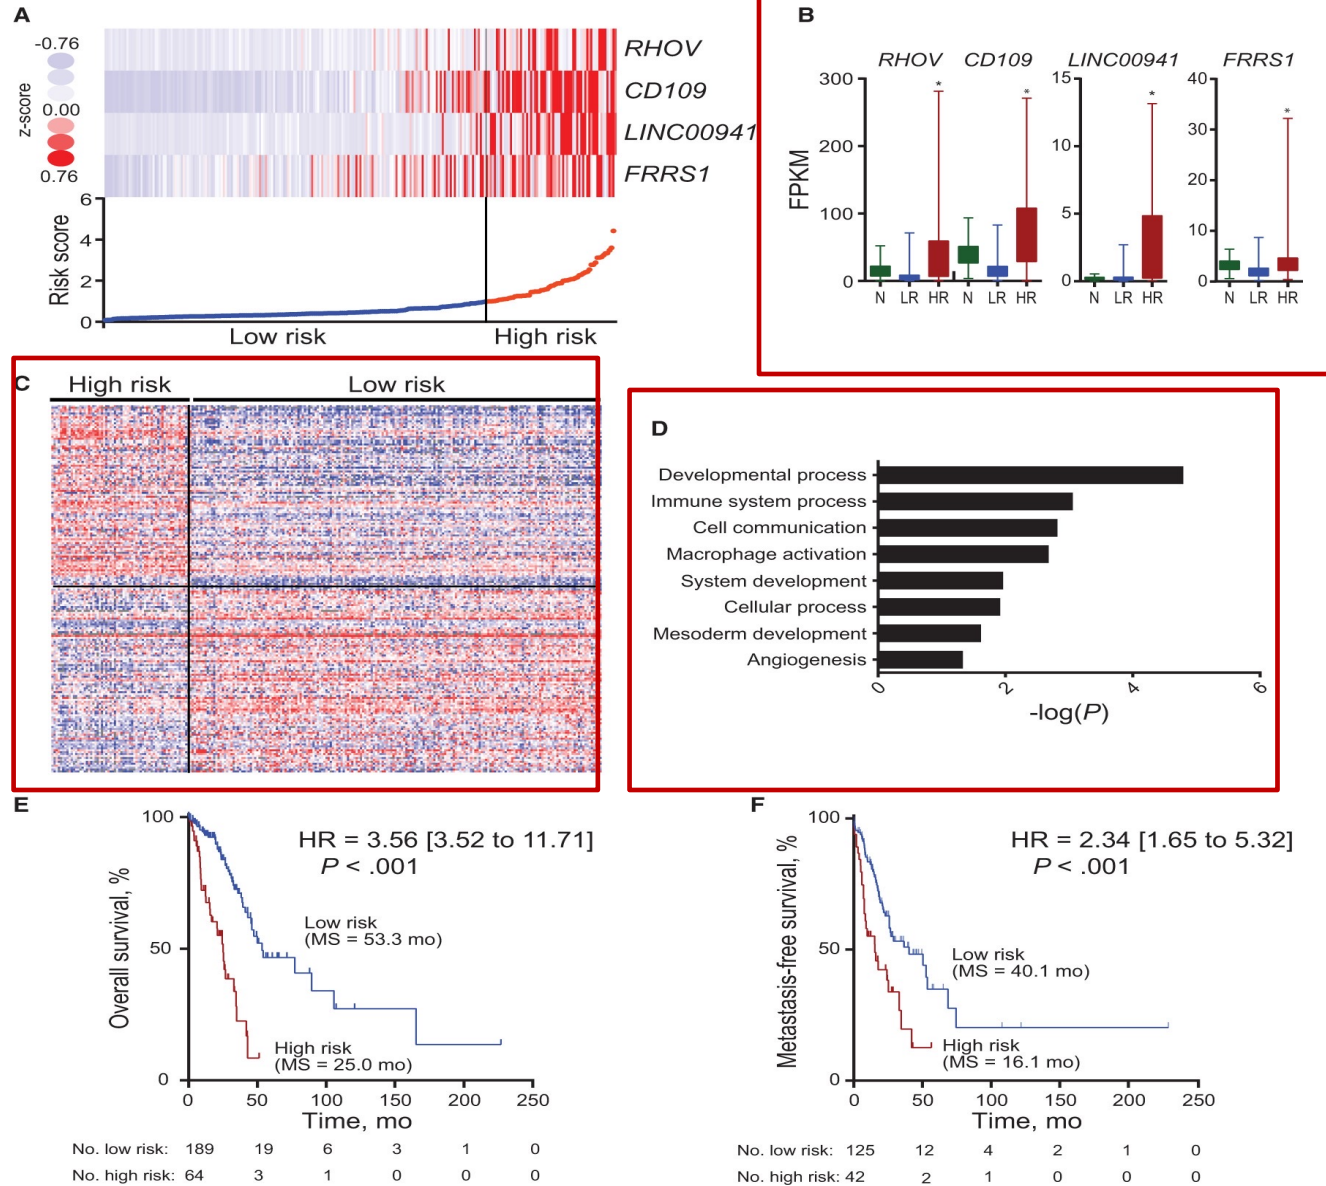 A
-0.76
0.00
0.76
z-score
RHOV
CD109
LINC00941
FRRS1
Risk score
6
4
2
0
Low risk
High risk
B
RHOV CD109 LINC00941 FRRS1
FPKM
300
200
100
0
15
10
5
0
40
30
20
10
0
* * * *
N LR HR N LR HR N LR HR N LR HR
C
High risk Low risk
D
Developmental process
Immune system process
Cell communication
Macrophage activation
System development
Cellular process
Mesoderm development
Angiogenesis
0 2 4 6
-log(P)
E
Overall survival, %
100
50
0
HR = 3.56 [3.52 to 11.71]
P < .001
Low risk
(MS = 53.3 mo)
High risk
(MS = 25.0 mo)
0 50 100 150 200 250
Time, mo
No. low risk: 189 19 6 3 1 0
No. high risk: 64 3 1 0 0 0
F
Metastasis-free survival, %
100
50
0
HR = 2.34 [1.65 to 5.32]
P < .001
Low risk
(MS = 40.1 mo)
High risk
(MS = 16.1 mo)
0 50 100 150 200 250
Time, mo
No. low risk: 125 12 4 2 1 0
No. high risk: 42 2 1 0 0 0